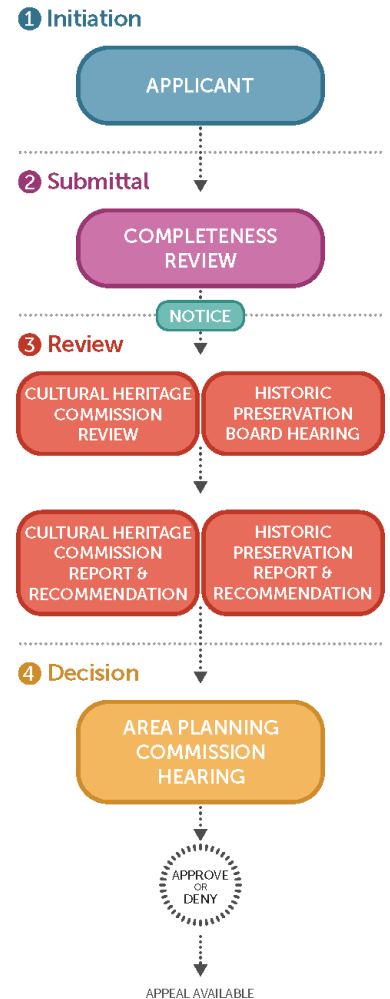 1 Initiation
APPLICANT
2 Submittal
COMPLETENESS
REVIEW
NOTICE
3 Review
CULTURAL HERITAGE
COMMISSION
REVIEW
HISTORIC
PRESERVATION
BOARD HEARING
CULTURAL HERITAGE
COMMISSION
REPORT &
RECOMMENDATION
HISTORIC
PRESERVATION
REPORT &
RECOMMENDATION
4 Decision
AREA PLANNING
COMMISSION
HEARING
APPROVE
OR
DENY
APPEAL AVAILABLE